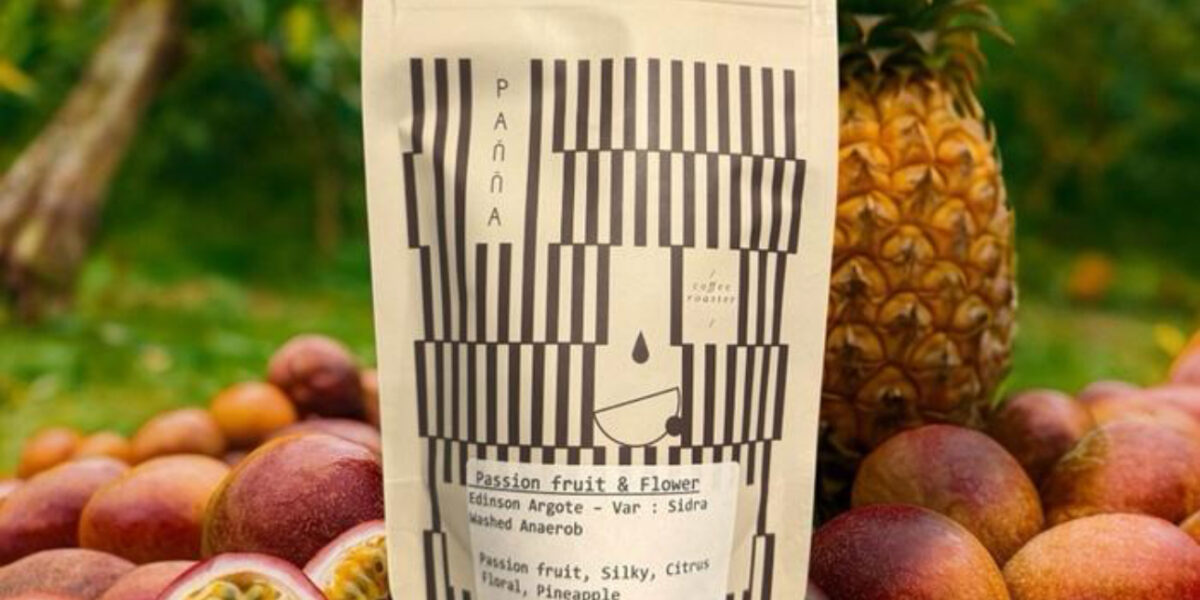 PAÑÑA
/
coffee
roaster
/
Passion fruit & Flower
Edinson Argote – Var : Sidra
Washed Anaerob
Passion fruit, Silky, Citrus
Floral, Pineapple